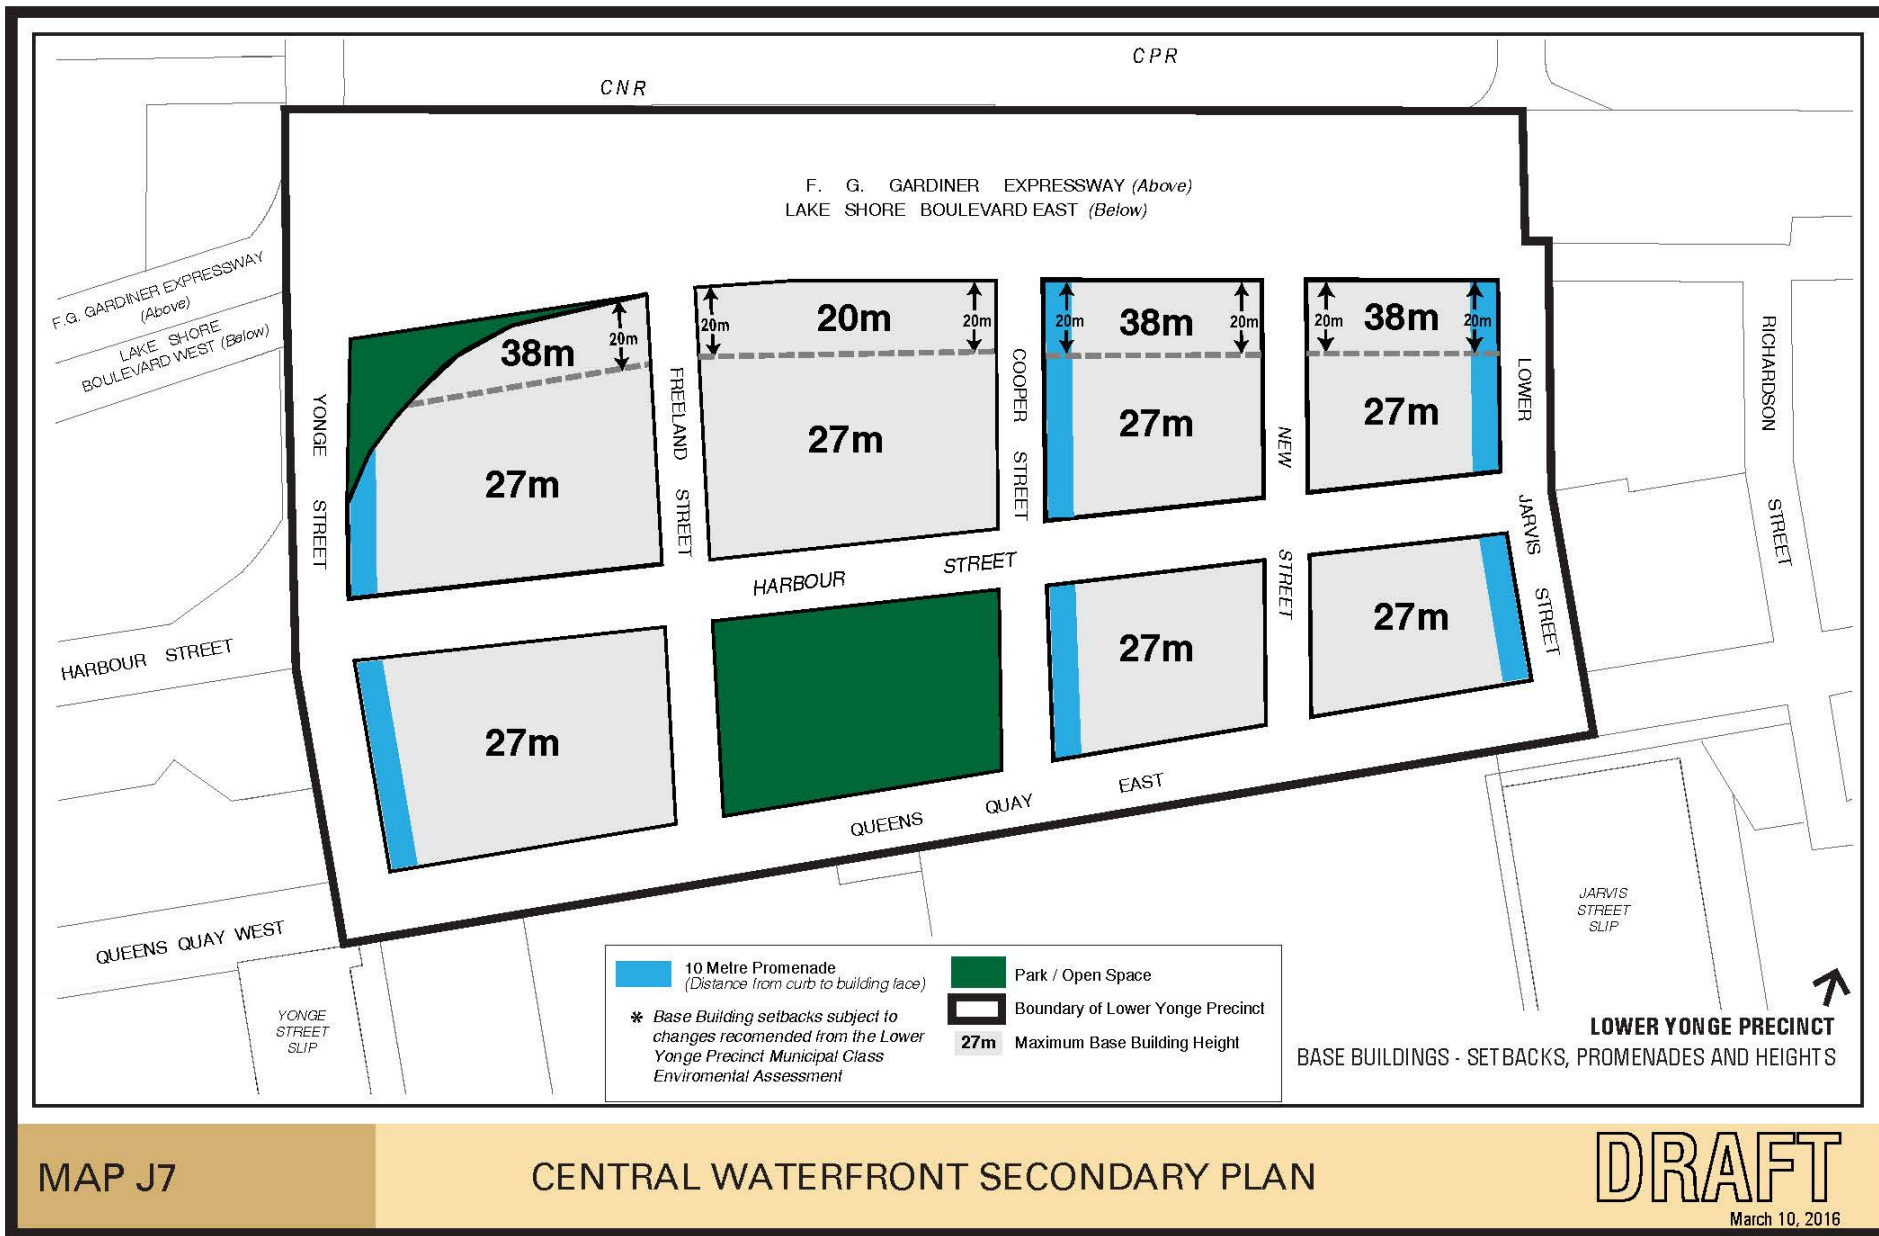 CPR
CNR
F. G. GARDINER EXPRESSWAY (Above)
LAKE SHORE BOULEVARD EAST (Below)
F.G. GARDINER EXPRESSWAY
(Above)
LAKE SHORE
BOULEVARD WEST (Below)
YONGE STREET
FREELAND STREET
COOPER STREET
NEW STREET
LOWER JARVIS STREET
RICHARDSON STREET
38m
20m
27m
20m
20m
20m
27m
20m
38m
20m
27m
20m
38m
20m
27m
HARBOUR STREET
HARBOUR STREET
27m
27m
27m
QUEENS QUAY EAST
QUEENS QUAY WEST
YONGE
STREET
SLIP
JARVIS
STREET
SLIP
10 Metre Promenade
(Distance from curb to building face)
* Base Building setbacks subject to
changes recomended from the Lower
Yonge Precinct Municipal Class
Enviromental Assessment
Park / Open Space
Boundary of Lower Yonge Precinct
27m Maximum Base Building Height
LOWER YONGE PRECINCT
BASE BUILDINGS - SETBACKS, PROMENADES AND HEIGHTS
MAP J7
CENTRAL WATERFRONT SECONDARY PLAN
DRAFT
March 10, 2016